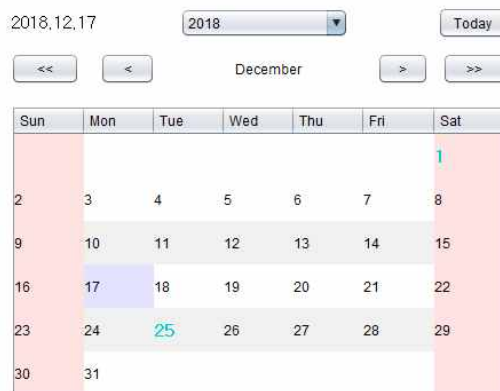 2018,12,17 2018 Today
<< < December > >>
Sun Mon Tue Wed Thu Fri Sat
1
2 3 4 5 6 7 8
9 10 11 12 13 14 15
16 17 18 19 20 21 22
23 24 25 26 27 28 29
30 31